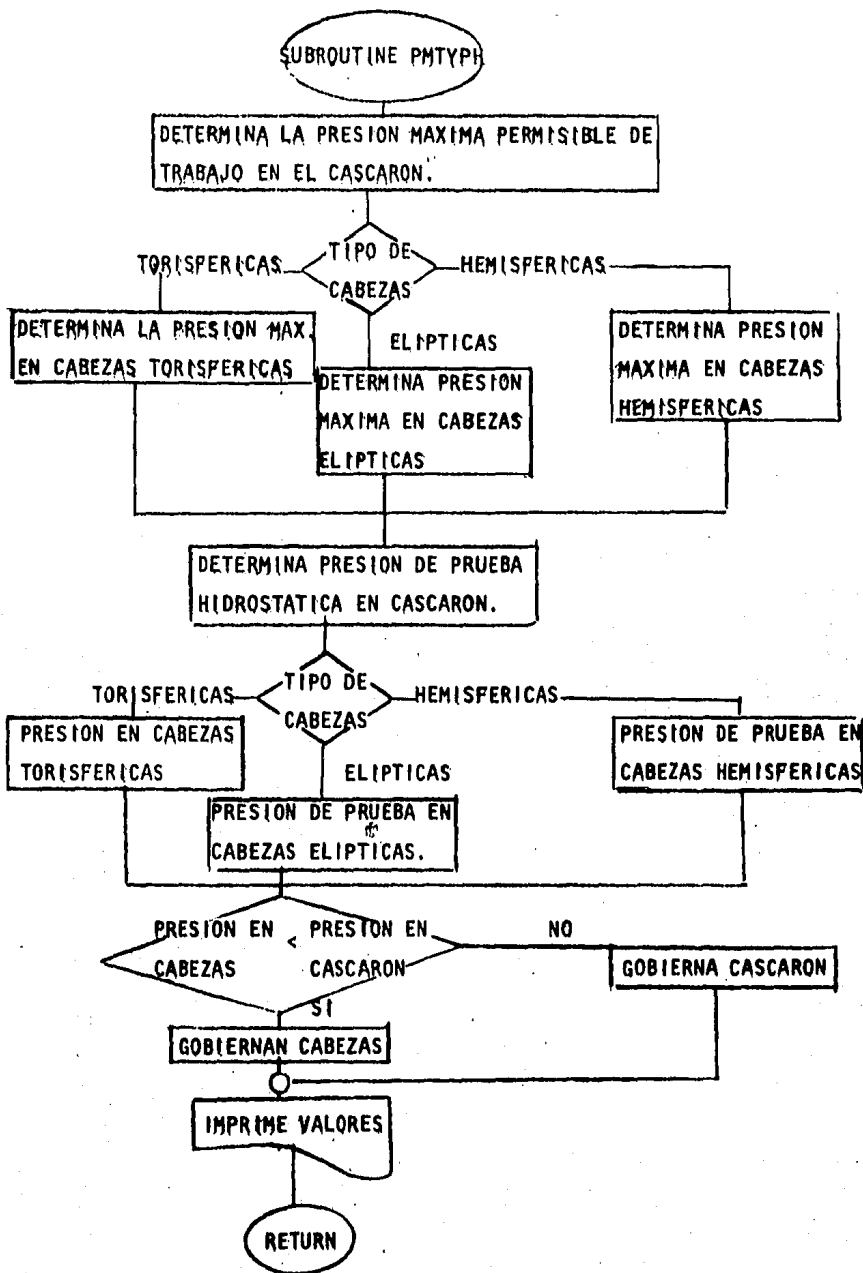 SUBROUTINE PMTYPH
DETERMINA LA PRESION MAXIMA PERMISIBLE DE
TRABAJO EN EL CASCARON.
TIPO DE
CABEZAS
TORISFERICAS
HEMISFERICAS
ELIPTICAS
DETERMINA LA PRESION MAX.
EN CABEZAS TORISFERICAS
DETERMINA PRESION
MAXIMA EN CABEZAS
ELIPTICAS
DETERMINA PRESION
MAXIMA EN CABEZAS
HEMISFERICAS
DETERMINA PRESION DE PRUEBA
HIDROSTATICA EN CASCARON.
TIPO DE
CABEZAS
TORISFERICAS
HEMISFERICAS
ELIPTICAS
PRESION EN CABEZAS
TORISFERICAS
PRESION DE PRUEBA EN
CABEZAS ELIPTICAS.
PRESION DE PRUEBA EN
CABEZAS HEMISFERICAS
PRESION EN < PRESION EN
CABEZAS CASCARON
NO
SI
GOBIERNA CASCARON
GOBIERNAN CABEZAS
IMPRIME VALORES
RETURN